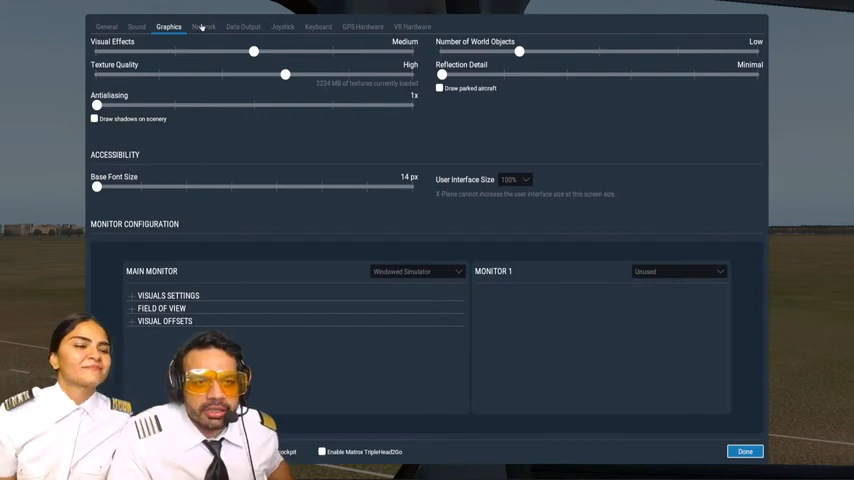 General Sound Graphics Network Data Output Joystick Keyboard GPS Hardware VR Hardware
Visual Effects Medium
Number of World Objects Low
Texture Quality High
2224 MB of textures currently loaded
Reflection Detail Minimal
Draw parked aircraft
Antialiasing 1x
Draw shadows on scenery
ACCESSIBILITY
Base Font Size 14 px
User Interface Size 100%
X-Plane cannot increase the user interface size at this screen size.
MONITOR CONFIGURATION
MAIN MONITOR Windowed Simulator
MONITOR 1 Unused
VISUALS SETTINGS
FIELD OF VIEW
VISUAL OFFSETS
Enable Matrox TripleHead2Go
Done